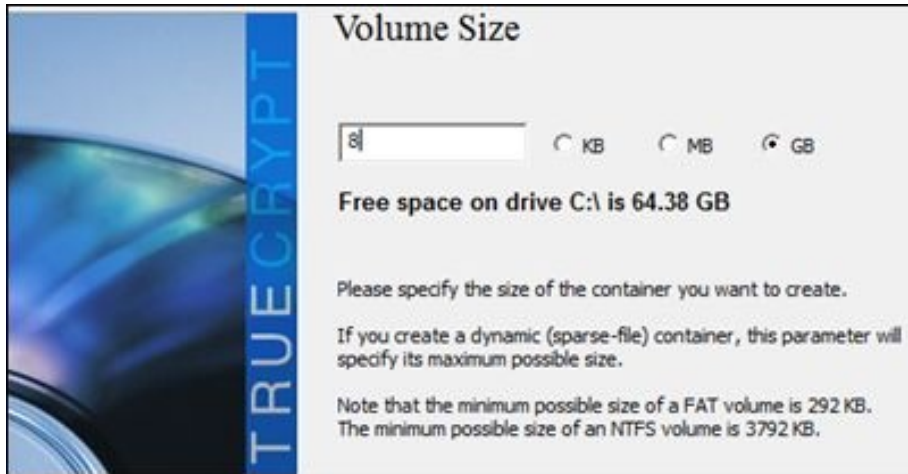 Volume Size
TRUECRYPT
8
KB MB GB
Free space on drive C:\ is 64.38 GB
Please specify the size of the container you want to create.
If you create a dynamic (sparse-file) container, this parameter will
specify its maximum possible size.
Note that the minimum possible size of a FAT volume is 292 KB.
The minimum possible size of an NTFS volume is 3792 KB.